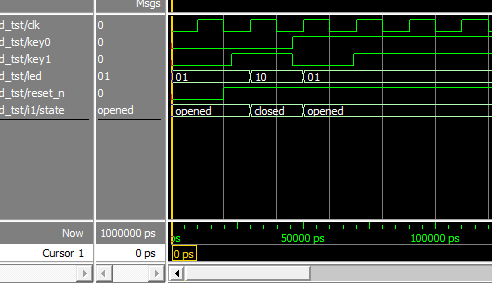 Msgs
d_tst/clk 0
d_tst/key0 0
d_tst/key1 0
d_tst/led 01 01 10 01
d_tst/reset_n 0
d_tst/i1/state opened opened closed opened
Now 1000000 ps ps 50000 ps 100000 ps
Cursor 1 0 ps 0 ps